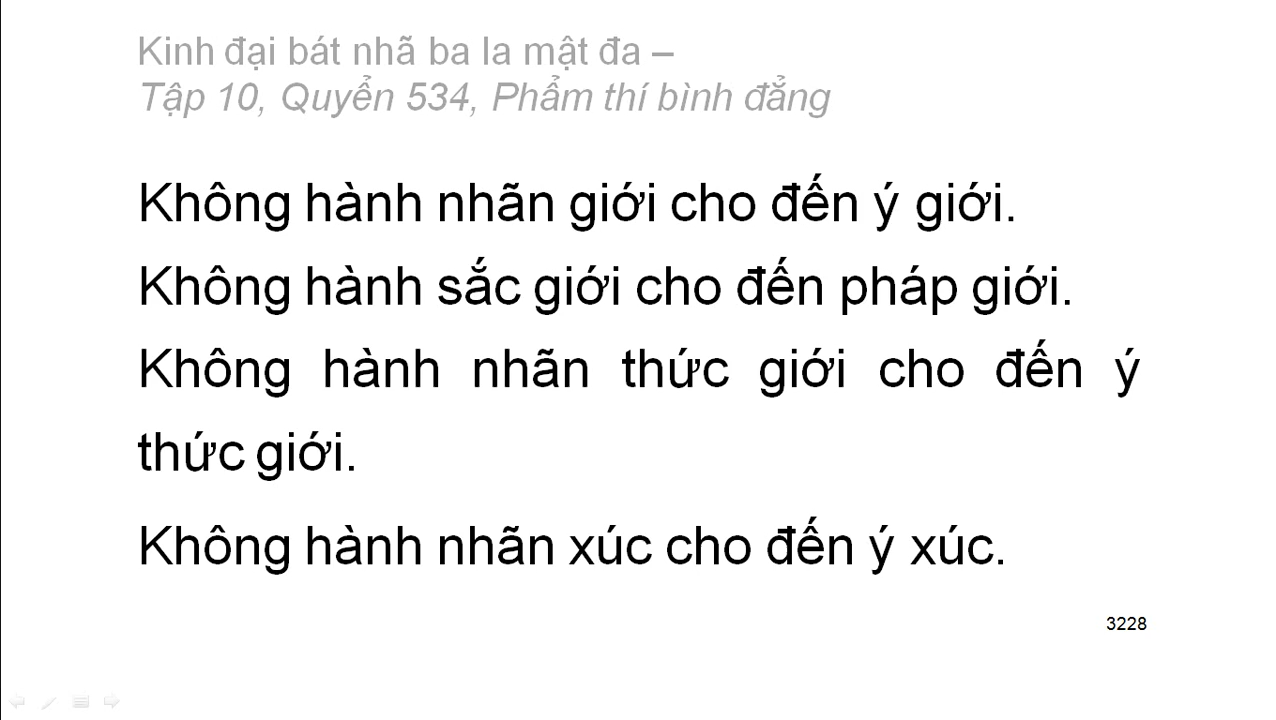 Kinh đại bát nhã ba la mật đa –
Tập 10, Quyển 534, Phẩm thí bình đẳng
Không hành nhãn giới cho đến ý giới.
Không hành sắc giới cho đến pháp giới.
Không hành nhãn thức giới cho đến ý
thức giới.
Không hành nhãn xúc cho đến ý xúc.
3228